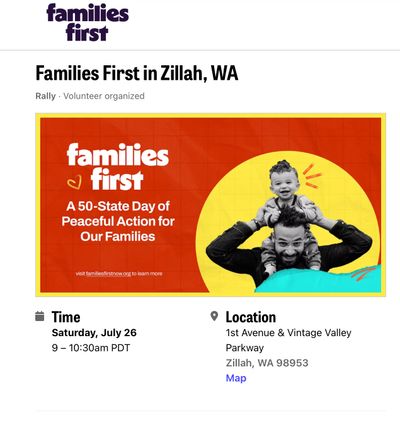 families
first
Families First in Zillah, WA
Rally · Volunteer organized
families
first
A 50-State Day of
Peaceful Action for
Our Families
visit familiesfirstnow.org to learn more
Time
Saturday, July 26
9 – 10:30am PDT
Location
1st Avenue & Vintage Valley
Parkway
Zillah, WA 98953
Map